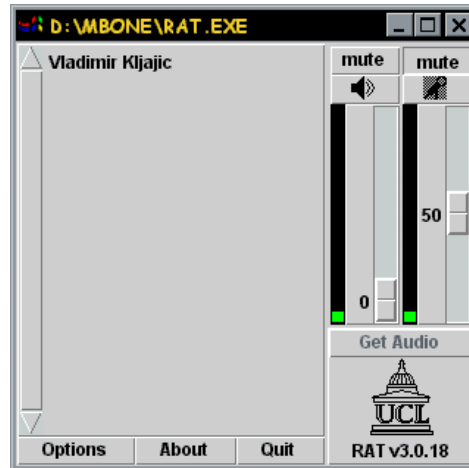 D:\MBONE\RAT.EXE
Vladimir Kljajic
mute mute
50
0
Get Audio
UCL
Options About Quit RAT v3.0.18